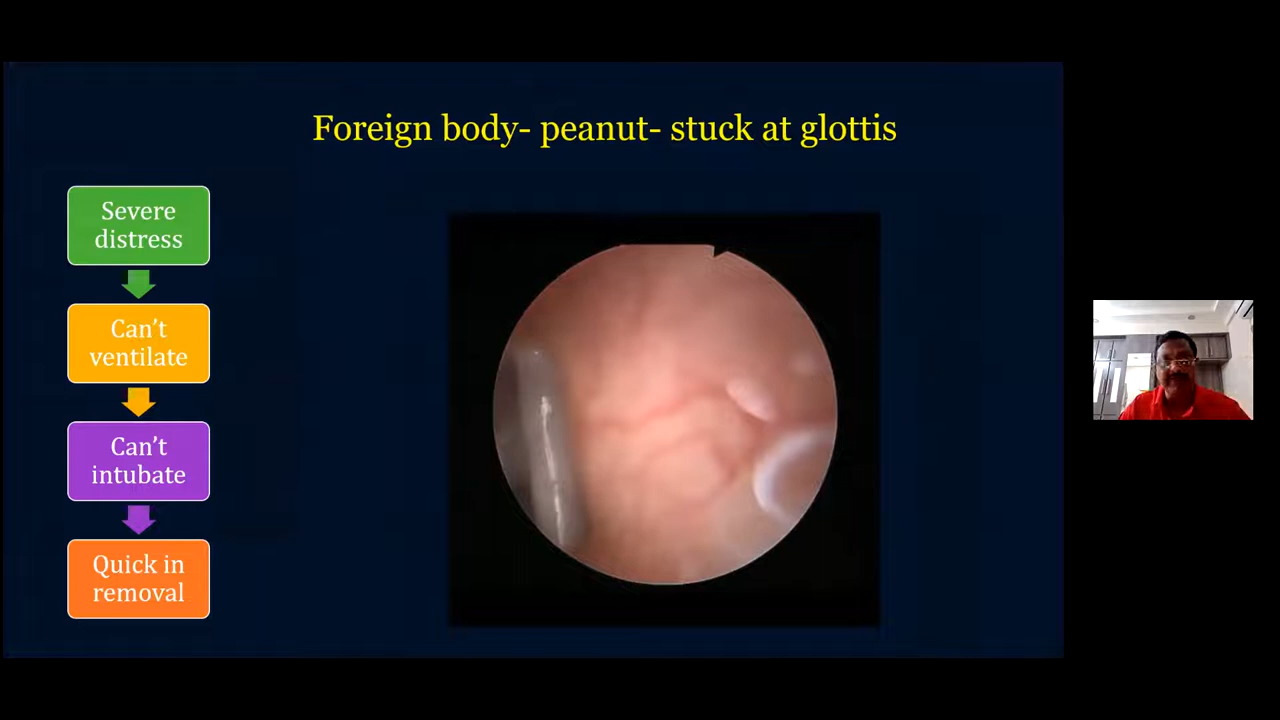 Foreign body- peanut- stuck at glottis
Severe
distress
Can’t
ventilate
Can’t
intubate
Quick in
removal